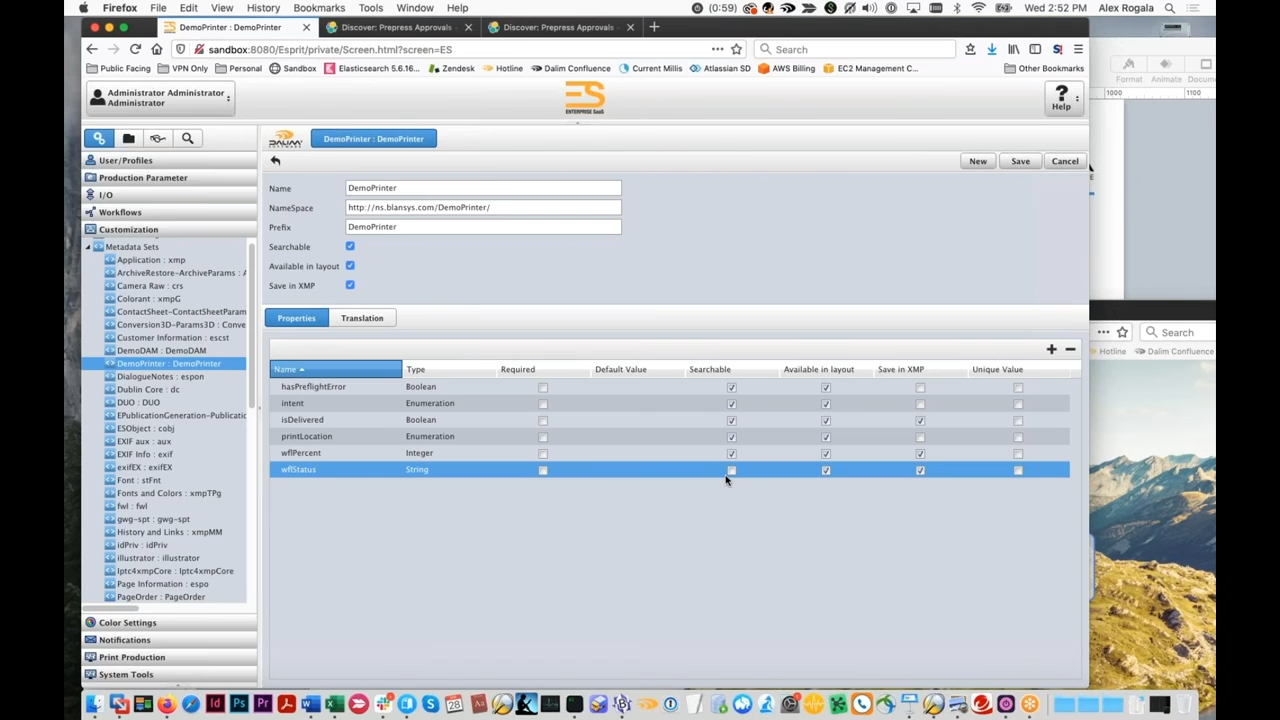 Firefox File Edit View History Bookmarks Tools Window Help (0:59) Wed 2:52 PM Alex Rogala
DemoPrinter : DemoPrinter Discover: Prepress Approvals - Discover: Prepress Approvals -
sandbox:8080/Esprit/private/Screen.html?screen=ES Search
Public Facing VPN Only Personal Sandbox Elasticsearch 5.6.16... Zendesk Hotline Dalim Confluence Current Millis Atlassian SD AWS Billing EC2 Management C... Other Bookmarks
Format Animate Docum
1000 1100
Administrator Administrator
Administrator
ES
ENTERPRISE SaaS
?
Help
DALIM
SOFTWARE
DemoPrinter : DemoPrinter
New Save Cancel
User/Profiles
Production Parameter
I/O
Workflows
Customization
Metadata Sets
Application : xmp
ArchiveRestore-ArchiveParams : A
Camera Raw : crs
Colorant : xmpG
ContactSheet-ContactSheetParam
Conversion3D-Params3D : Conve
Customer Information : escst
DemoDAM : DemoDAM
DemoPrinter : DemoPrinter
DialogueNotes : espon
Dublin Core : dc
DUO : DUO
EPublicationGeneration-Publicatic
ESObject : cobj
EXIF aux : aux
EXIF Info : exif
exifEX : exifEX
Font : stFnt
Fonts and Colors : xmpTPg
fwl : fwl
gwg-spt : gwg-spt
History and Links : xmpMM
idPriv : idPriv
illustrator : illustrator
Iptc4xmpCore : Iptc4xmpCore
Page Information : espo
PageOrder : PageOrder
Color Settings
Notifications
Print Production
System Tools
Name DemoPrinter
NameSpace http://ns.blansys.com/DemoPrinter/
Prefix DemoPrinter
Searchable
Available in layout
Save in XMP
Properties Translation
Name Type Required Default Value Searchable Available in layout Save in XMP Unique Value
hasPreflightError Boolean
intent Enumeration
isDelivered Boolean
printLocation Enumeration
wflPercent Integer
wflStatus String
Search
Hotline Dalim Confluence